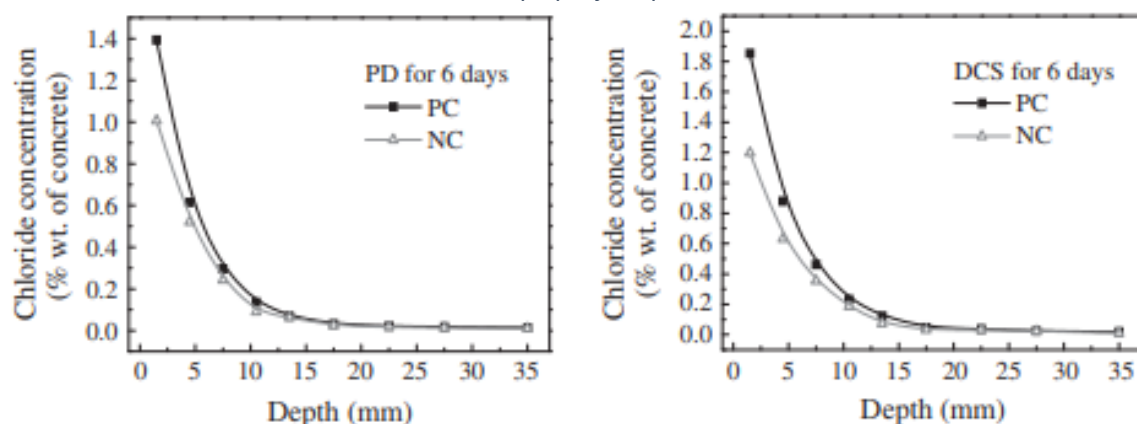 Chloride concentration
(% wt. of concrete)
1.4
1.2
1.0
0.8
0.6
0.4
0.2
0.0
PD for 6 days
PC
NC
0 5 10 15 20 25 30 35
Depth (mm)
Chloride concentration
(% wt. of concrete)
2.0
1.8
1.6
1.4
1.2
1.0
0.8
0.6
0.4
0.2
0.0
DCS for 6 days
PC
NC
0 5 10 15 20 25 30 35
Depth (mm)